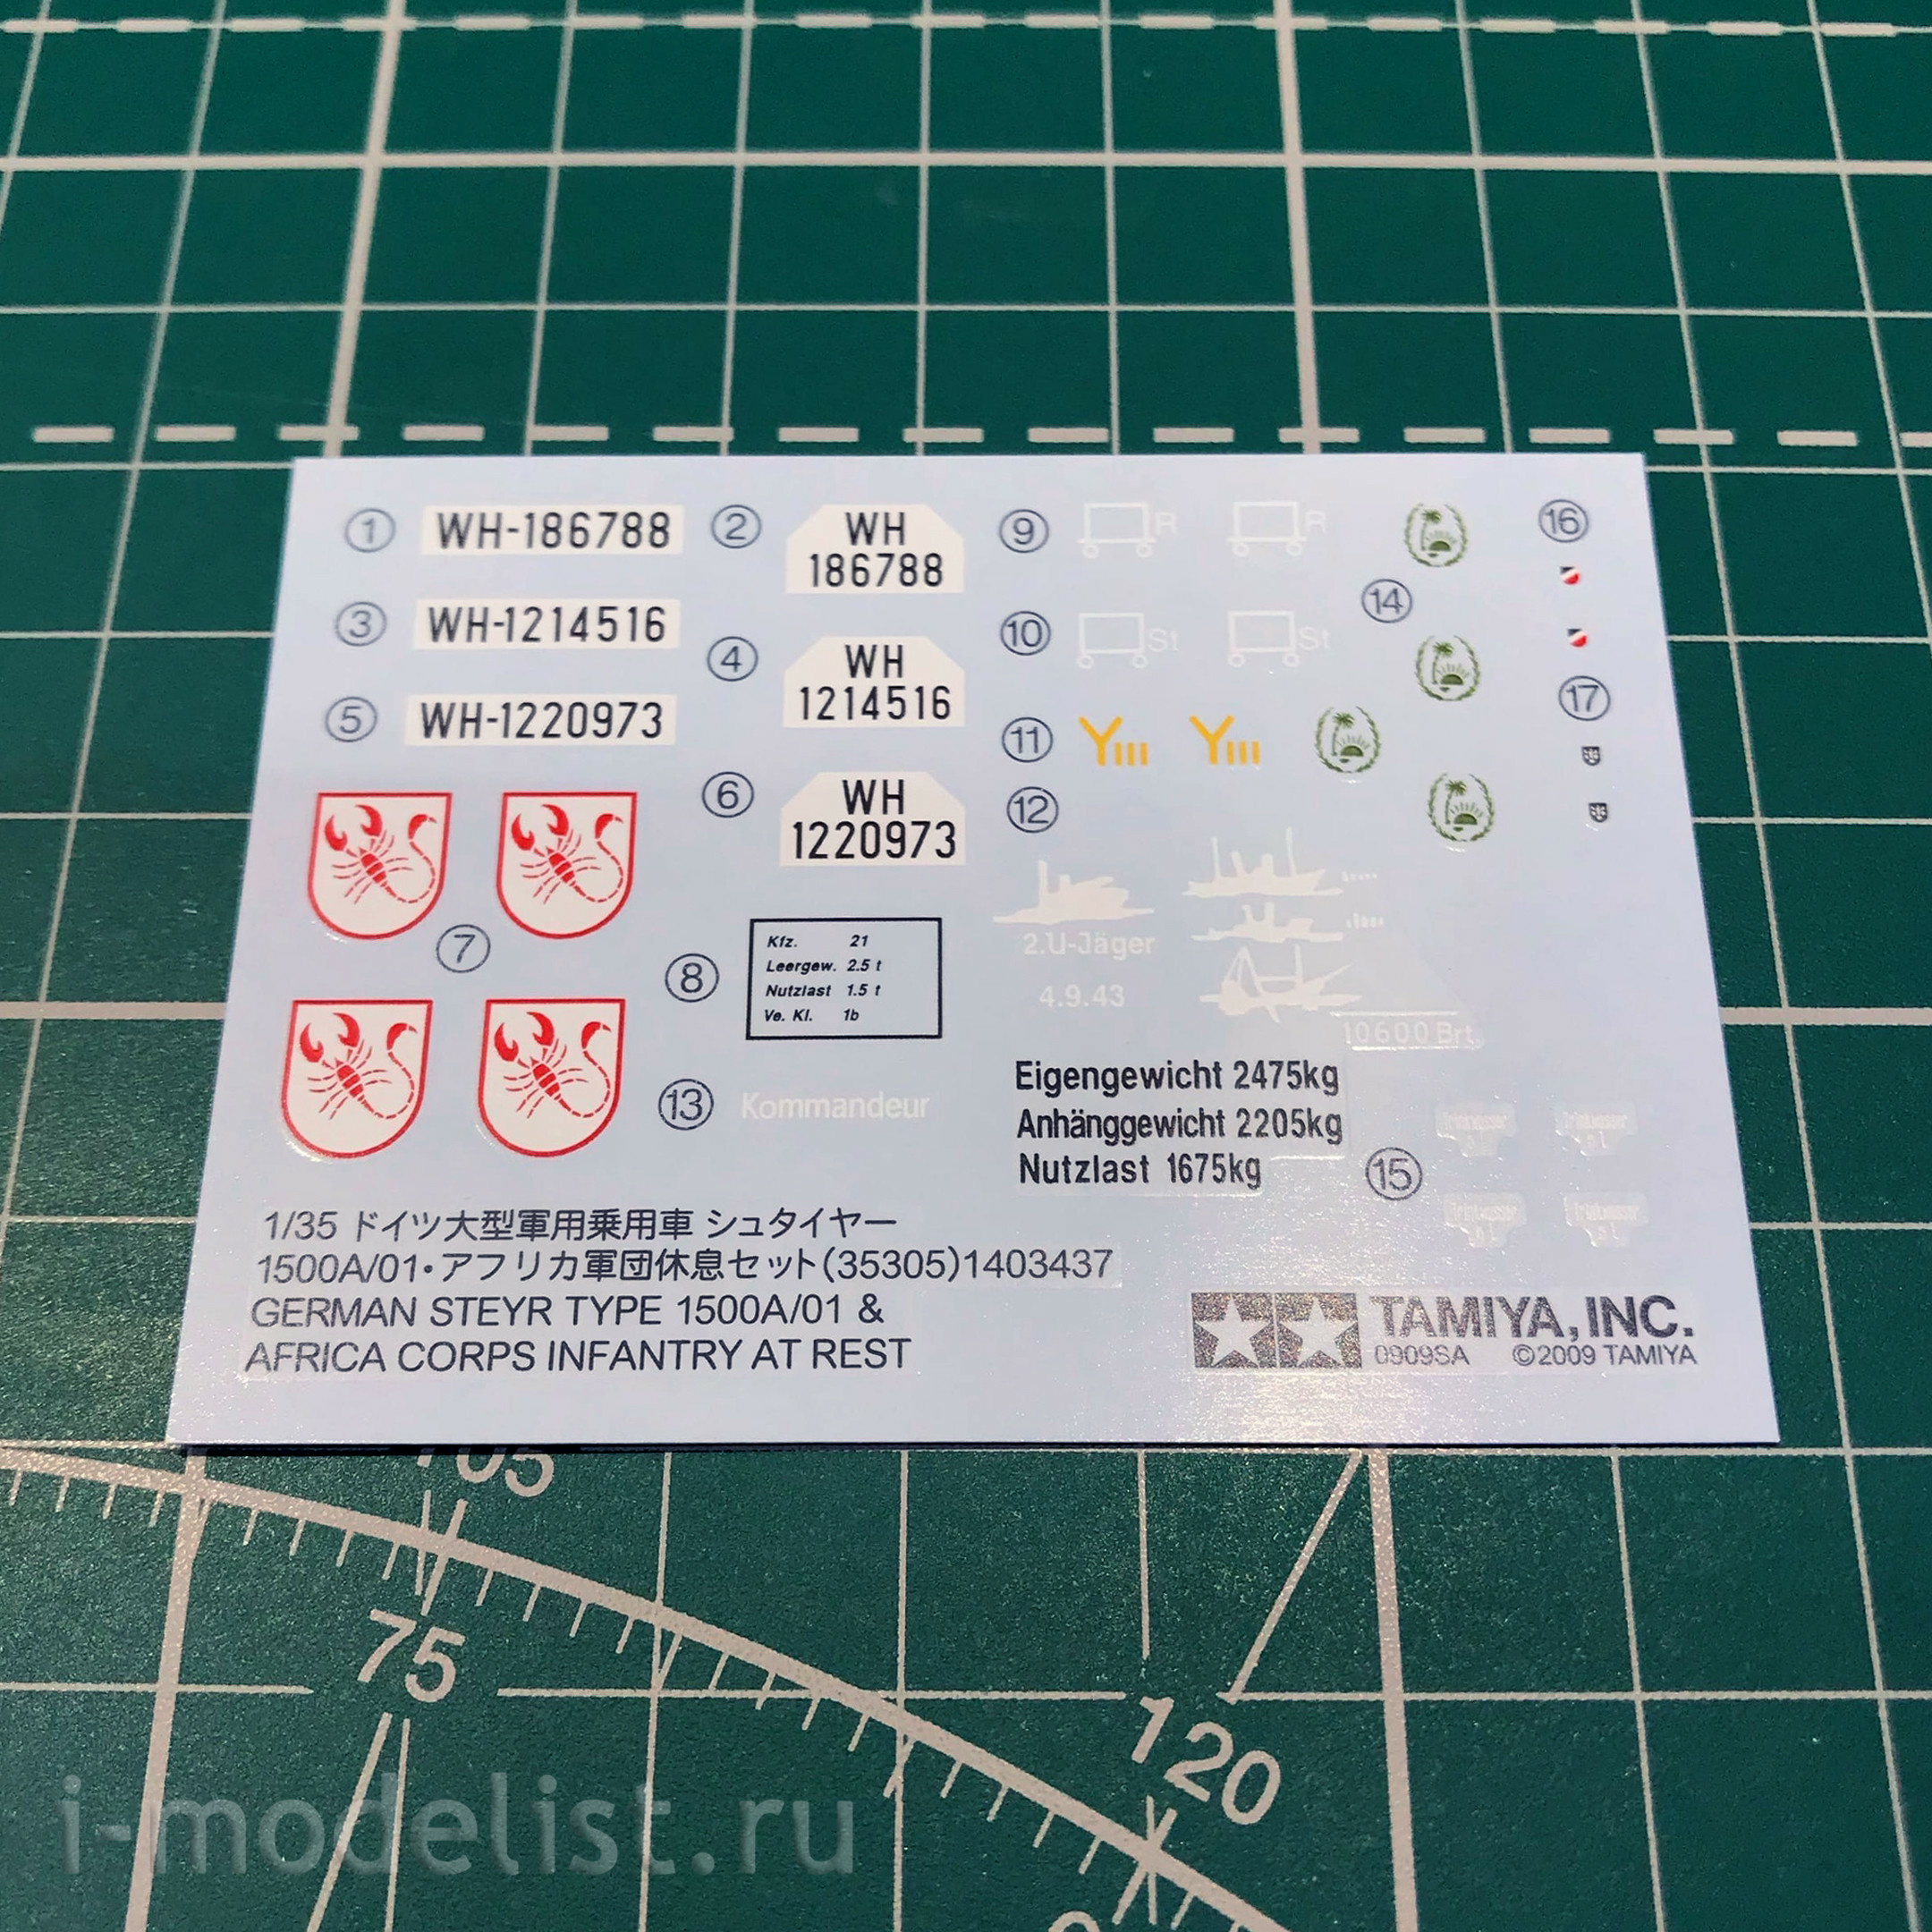 ① WH-186788
② WH
186788
③ WH-1214516
④ WH
1214516
⑤ WH-1220973
⑥ WH
1220973
⑦
⑧
Kfz. 21
Leergew. 2.5 t
Nutzlast 1.5 t
Ve. Kl. 1b
⑨ R R
⑩ St St
⑪ YIII YIII
⑫
2.U-Jäger
4.9.43
10600 Brt.
Eigengewicht 2475kg
Anhänggewicht 2205kg
Nutzlast 1675kg
⑬ Kommandeur
⑭
⑮
⑯
⑰
1/35 ドイツ大型軍用乗用車 シュタイヤー
1500A/01・アフリカ軍団休息セット(35305)1403437
GERMAN STEYR TYPE 1500A/01 &
AFRICA CORPS INFANTRY AT REST
TAMIYA, INC.
0909SA ©2009 TAMIYA
105
75
120
i-modelist.ru